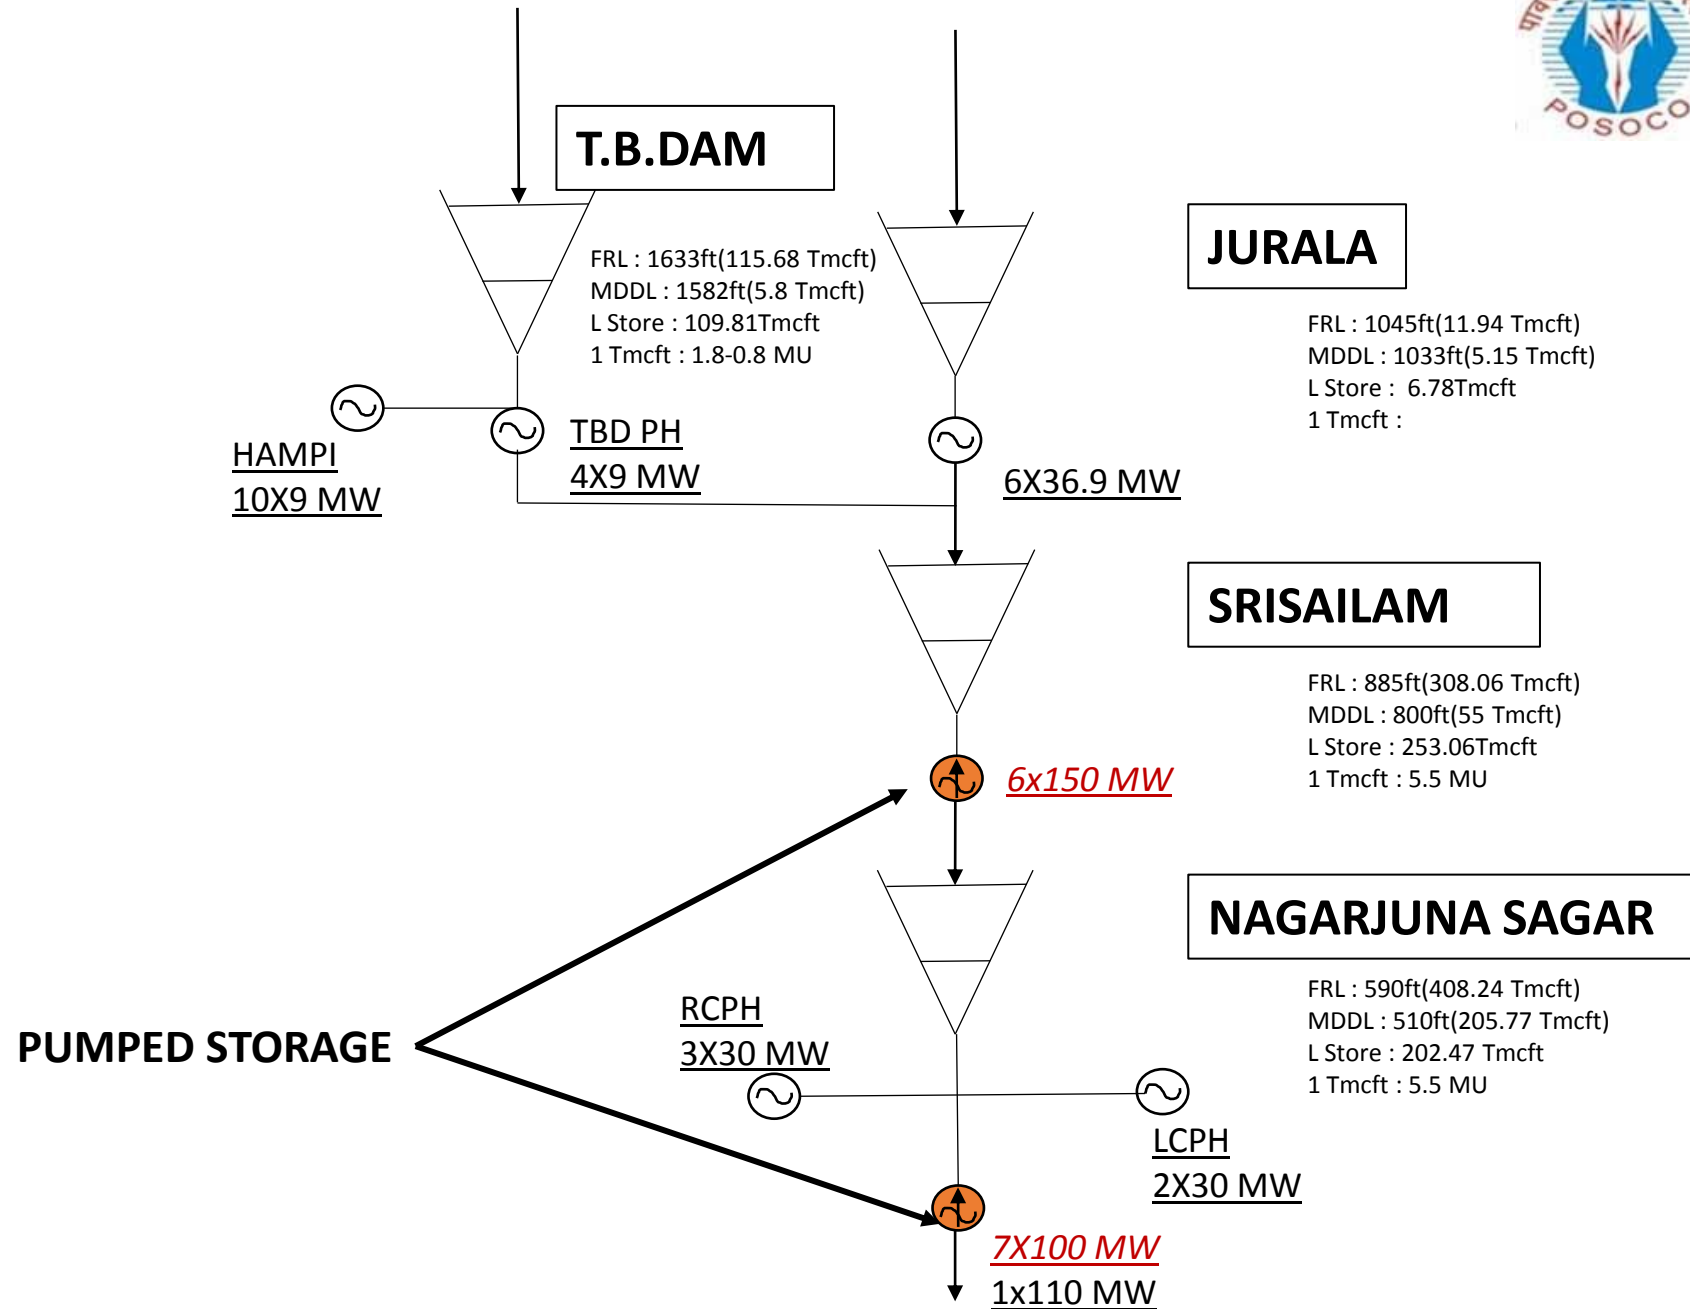 POSOCO
T.B.DAM
FRL : 1633ft(115.68 Tmcft)
MDDL : 1582ft(5.8 Tmcft)
L Store : 109.81Tmcft
1 Tmcft : 1.8-0.8 MU
JURALA
FRL : 1045ft(11.94 Tmcft)
MDDL : 1033ft(5.15 Tmcft)
L Store :  6.78Tmcft
1 Tmcft :
HAMPI
10X9 MW
TBD PH
4X9 MW
6X36.9 MW
SRISAILAM
FRL : 885ft(308.06 Tmcft)
MDDL : 800ft(55 Tmcft)
L Store : 253.06Tmcft
1 Tmcft : 5.5 MU
6x150 MW
NAGARJUNA SAGAR
FRL : 590ft(408.24 Tmcft)
MDDL : 510ft(205.77 Tmcft)
L Store : 202.47 Tmcft
1 Tmcft : 5.5 MU
PUMPED STORAGE
RCPH
3X30 MW
LCPH
2X30 MW
7X100 MW
1x110 MW